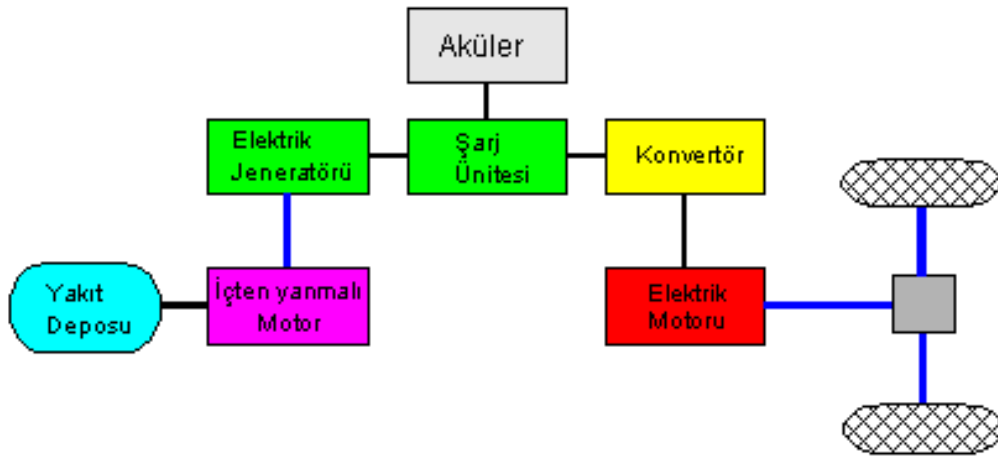 Aküler
Elektrik
Jeneratörü
Şarj
Ünitesi
Konvertör
Yakıt
Deposu
İçten yanmalı
Motor
Elektrik
Motoru